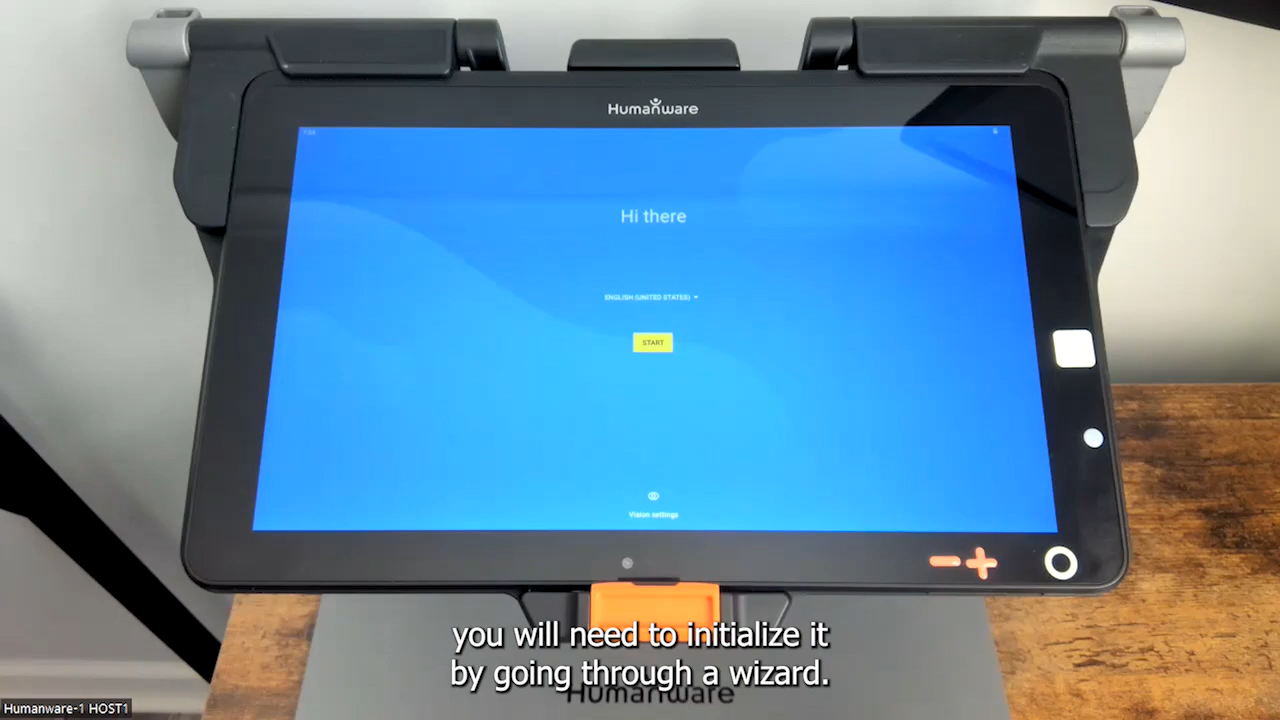 Humanware
Hi there
ENGLISH (UNITED STATES)
START
Vision settings
you will need to initialize it
by going through a wizard.
Humanware
Humanware-1 HOST1